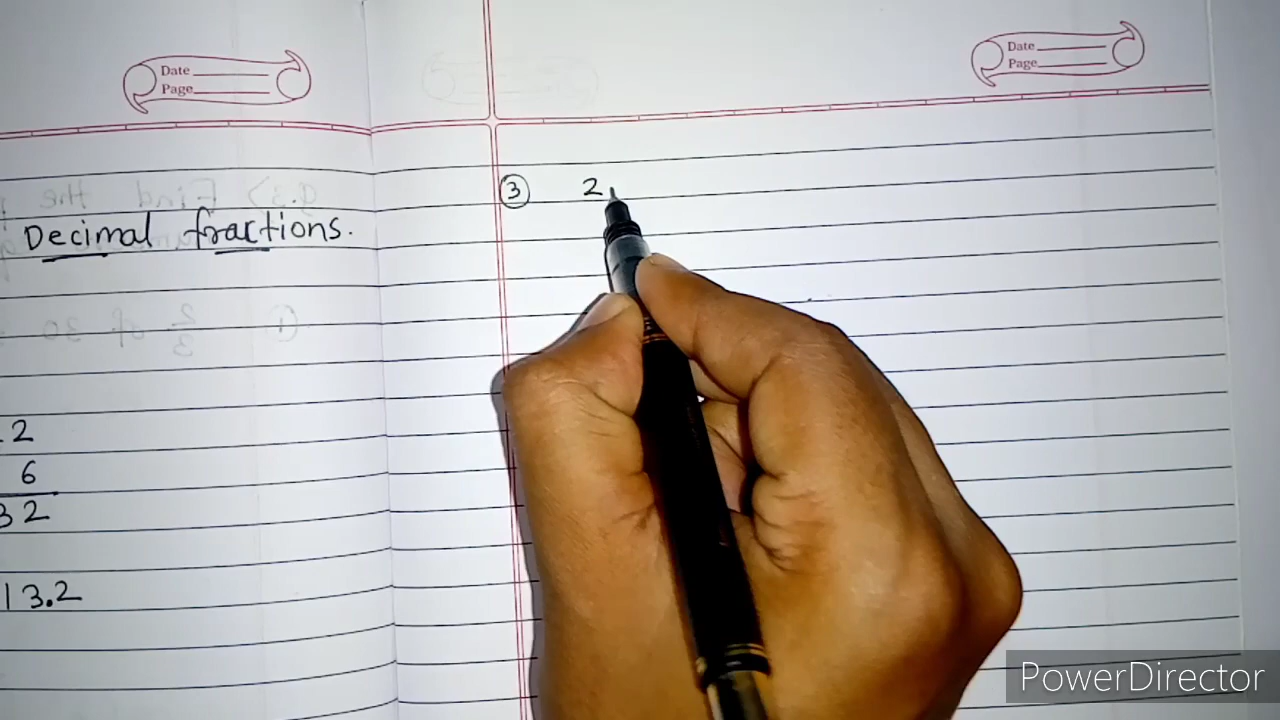 Date
Page
Decimal fractions.
2
6
32
13.2
Date
Page
3 2
PowerDirector